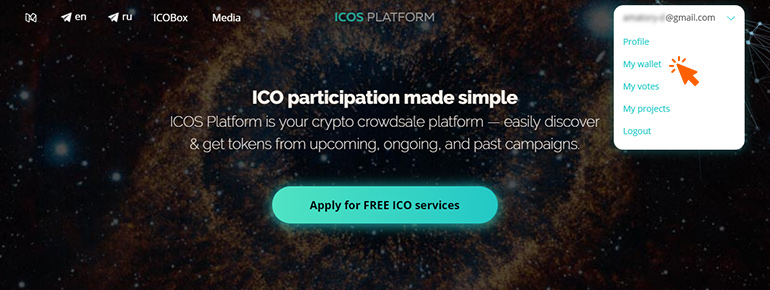 en
ru
ICOBox
Media
ICOS PLATFORM
@gmail.com
Profile
My wallet
My votes
My projects
Logout
ICO participation made simple
ICOS Platform is your crypto crowdsale platform — easily discover
& get tokens from upcoming, ongoing, and past campaigns.
Apply for FREE ICO services